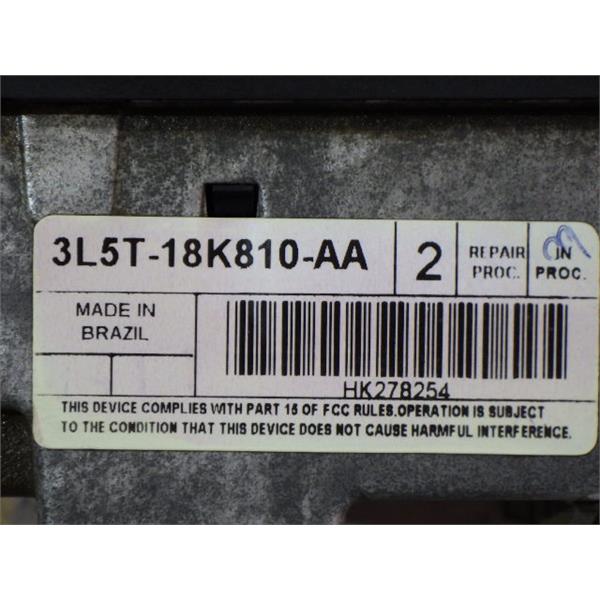 3L5T-18K810-AA
2
REPAIR
PROC.
IN
PROC.
MADE IN
BRAZIL
HK278254
THIS DEVICE COMPLIES WITH PART 15 OF FCC RULES.OPERATION IS SUBJECT
TO THE CONDITION THAT THIS DEVICE DOES NOT CAUSE HARMFUL INTERFERENCE.